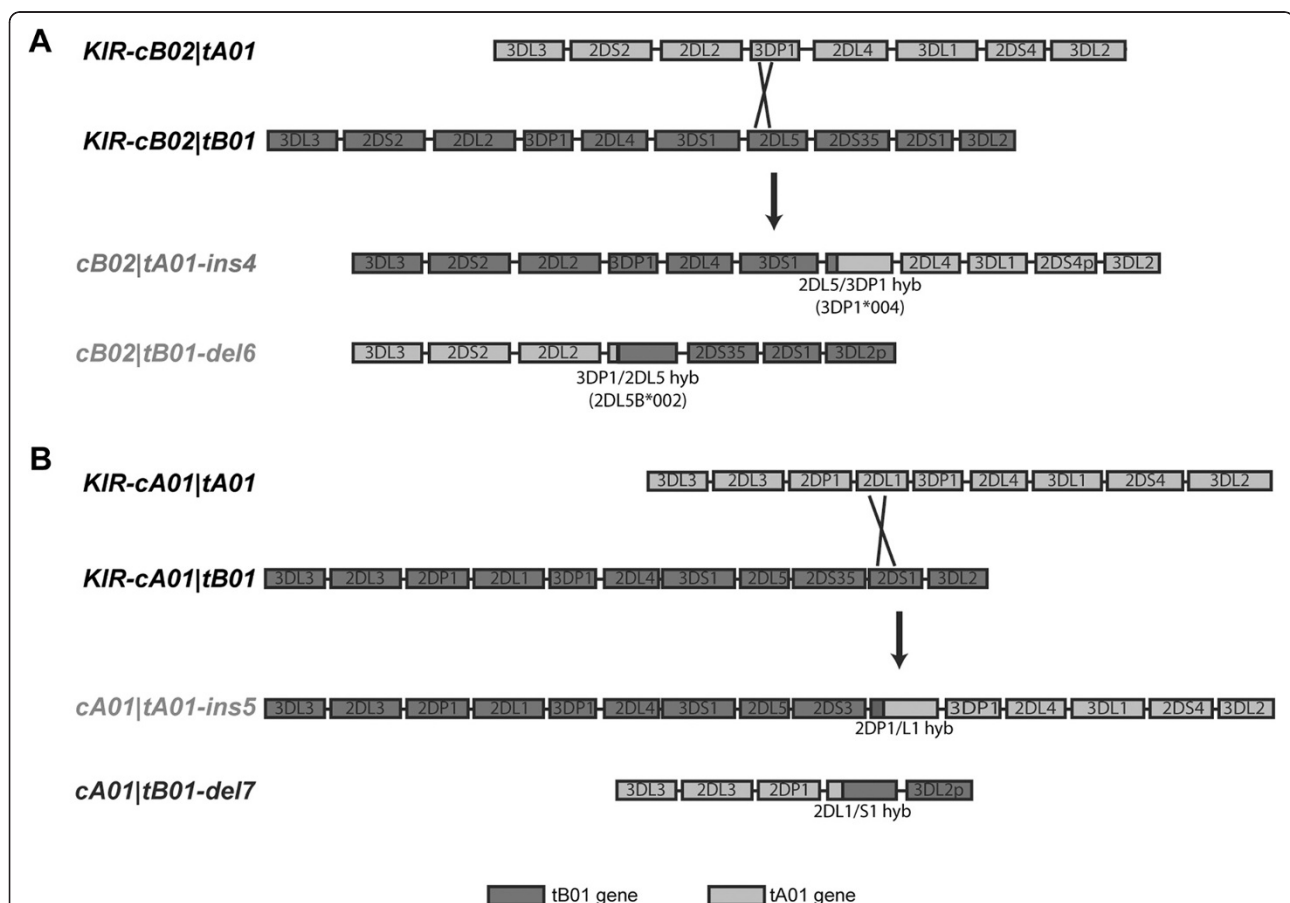 A
KIR-cB02|tA01 3DL3 2DS2 2DL2 3DP1 2DL4 3DL1 2DS4 3DL2
KIR-cB02|tB01 3DL3 2DS2 2DL2 3DP1 2DL4 3DS1 2DL5 2DS35 2DS1 3DL2
cB02|tA01-ins4 3DL3 2DS2 2DL2 3DP1 2DL4 3DS1 2DL4 3DL1 2DS4p 3DL2
2DL5/3DP1 hyb
(3DP1*004)
cB02|tB01-del6 3DL3 2DS2 2DL2 2DS35 2DS1 3DL2p
3DP1/2DL5 hyb
(2DL5B*002)
B
KIR-cA01|tA01 3DL3 2DL3 2DP1 2DL1 3DP1 2DL4 3DL1 2DS4 3DL2
KIR-cA01|tB01 3DL3 2DL3 2DP1 2DL1 3DP1 2DL4 3DS1 2DL5 2DS35 2DS1 3DL2
cA01|tA01-ins5 3DL3 2DL3 2DP1 2DL1 3DP1 2DL4 3DS1 2DL5 2DS3 3DP1 2DL4 3DL1 2DS4 3DL2
2DP1/L1 hyb
cA01|tB01-del7 3DL3 2DL3 2DP1 3DL2p
2DL1/S1 hyb
tB01 gene tA01 gene